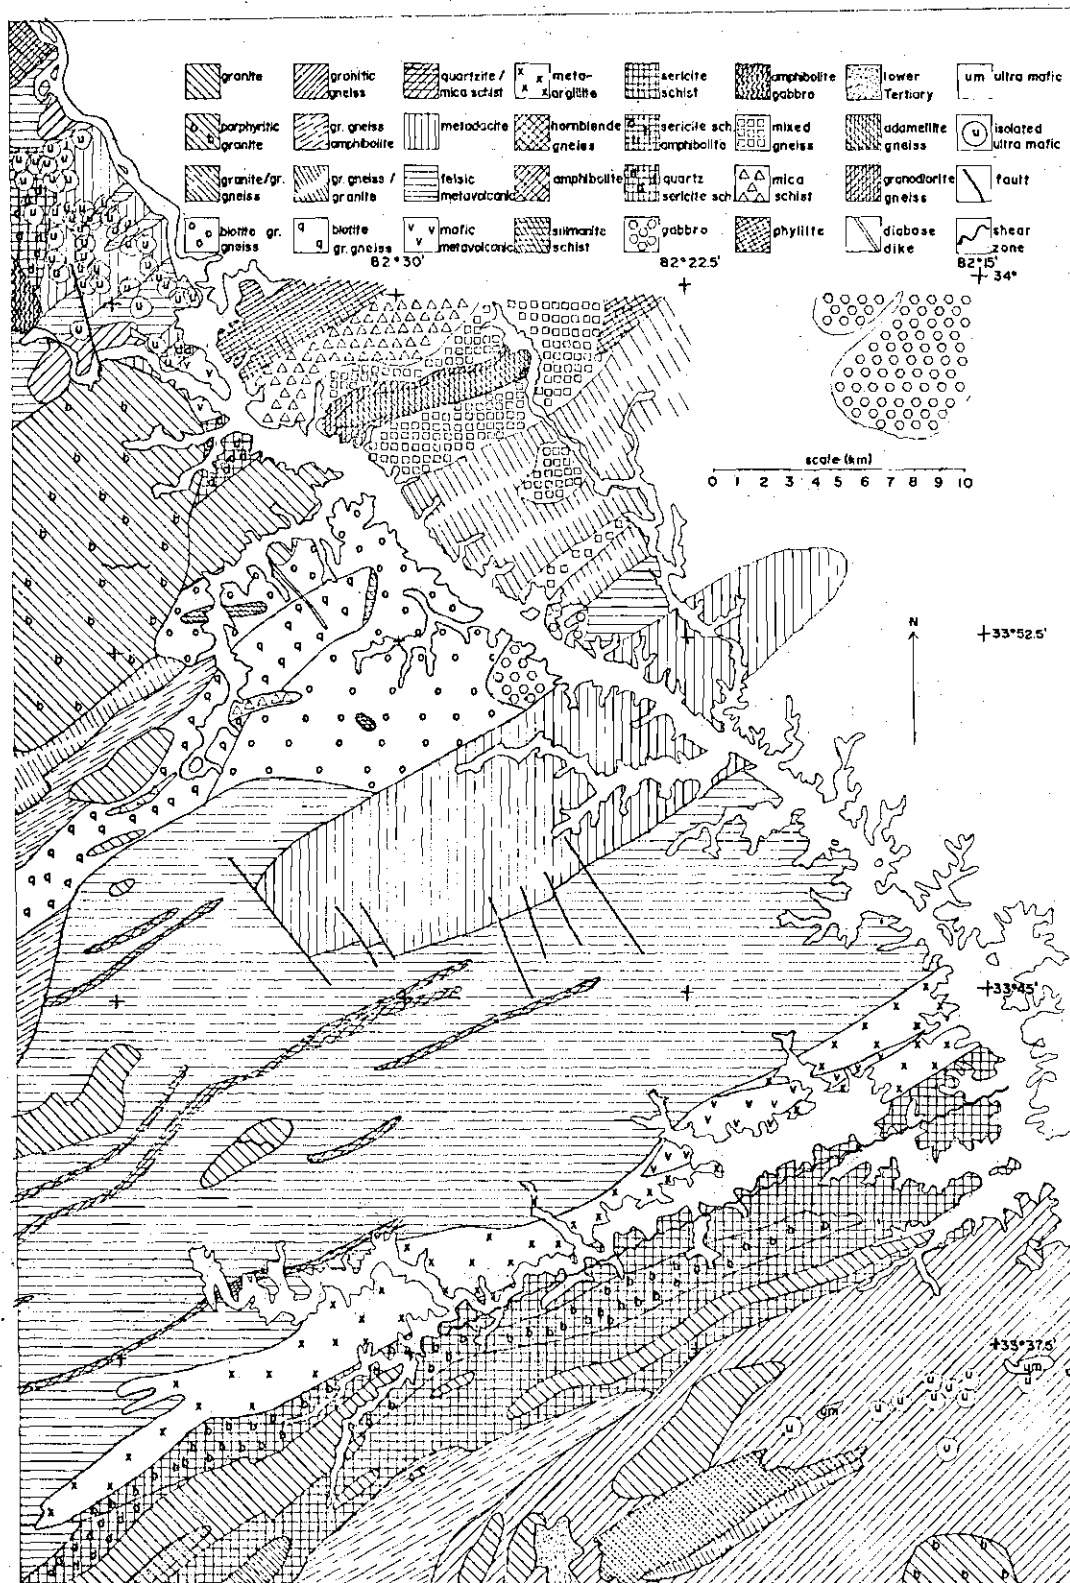 granite
granitic
gneiss
quartzite /
mica schist
meta-
argillite
sericite
schist
amphibolite
gabbro
lower
Tertiary
um ultra mafic
porphyritic
granite
gr. gneiss
amphibolite
metadacite
hornblende
gneiss
sericite sch.
amphibolite
mixed
gneiss
adamellite
gneiss
u isolated
ultra mafic
granite/gr.
gneiss
gr. gneiss /
granite
felsic
metavolcanic
amphibolite
quartz
sericite sch.
mica
schist
granodiorite
gneiss
fault
biotite gr.
gneiss
biotite
gr. gneiss
mafic
metavolcanic
sillmanite
schist
gabbro
phyllite
diabase
dike
shear
zone
82°30'
82°22.5'
82°15'
34°
scale (km)
0 1 2 3 4 5 6 7 8 9 10
N
33°52.5'
33°45'
33°37.5'
um
um